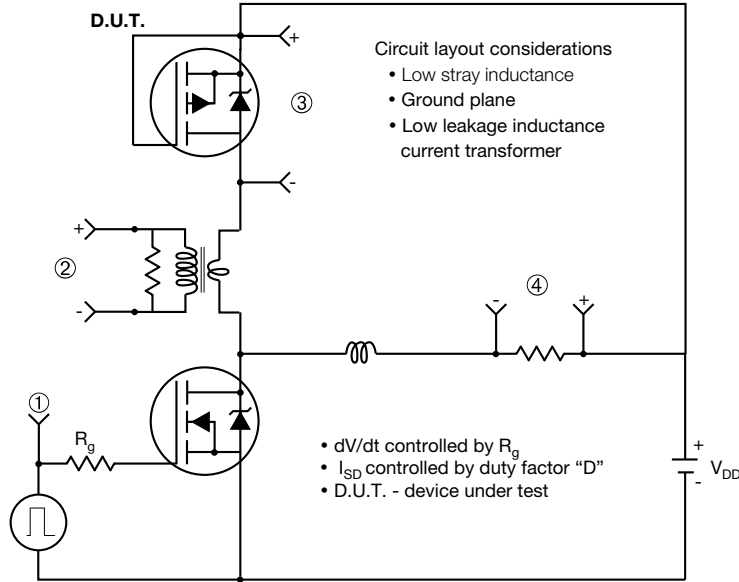 D.U.T.
+
③
Circuit layout considerations
• Low stray inductance
• Ground plane
• Low leakage inductance
current transformer
-
+
②
-
④
-
+
①
Rg
• dV/dt controlled by Rg
• ISD controlled by duty factor “D”
• D.U.T. - device under test
+
VDD
-